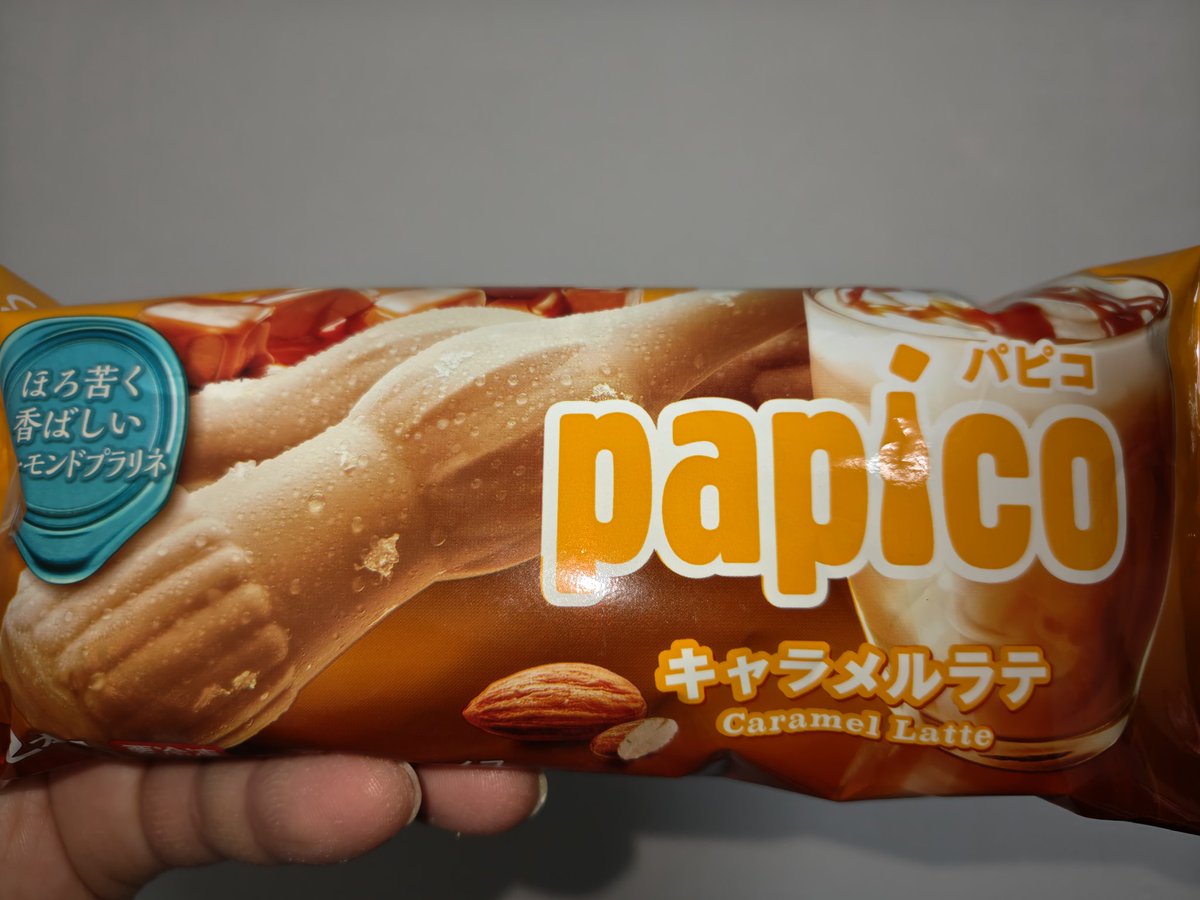 ほろ苦く
香ばしい
モンドプラリネ
パピコ
papico
キャラメルラテ
Caramel Latte